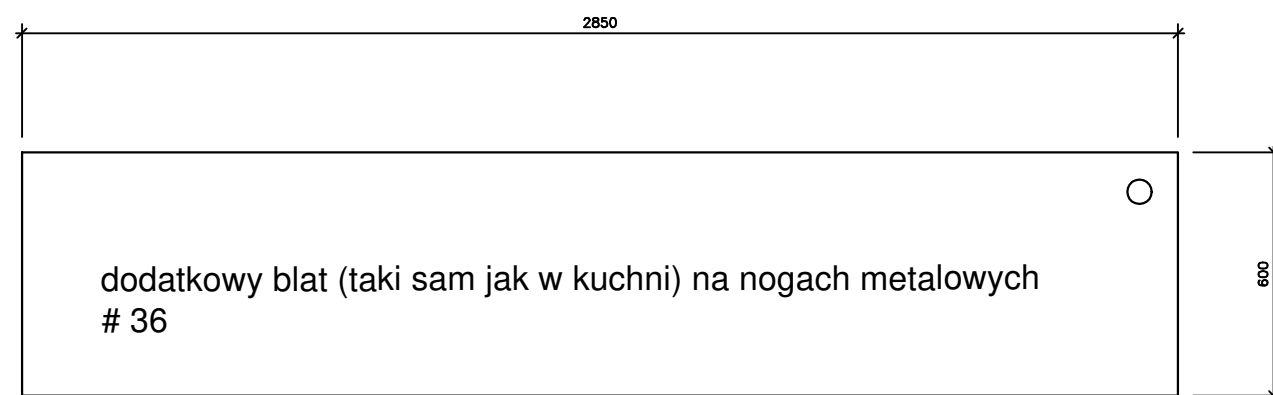 2850
dodatkowy blat (taki sam jak w kuchni) na nogach metalowych
# 36
600